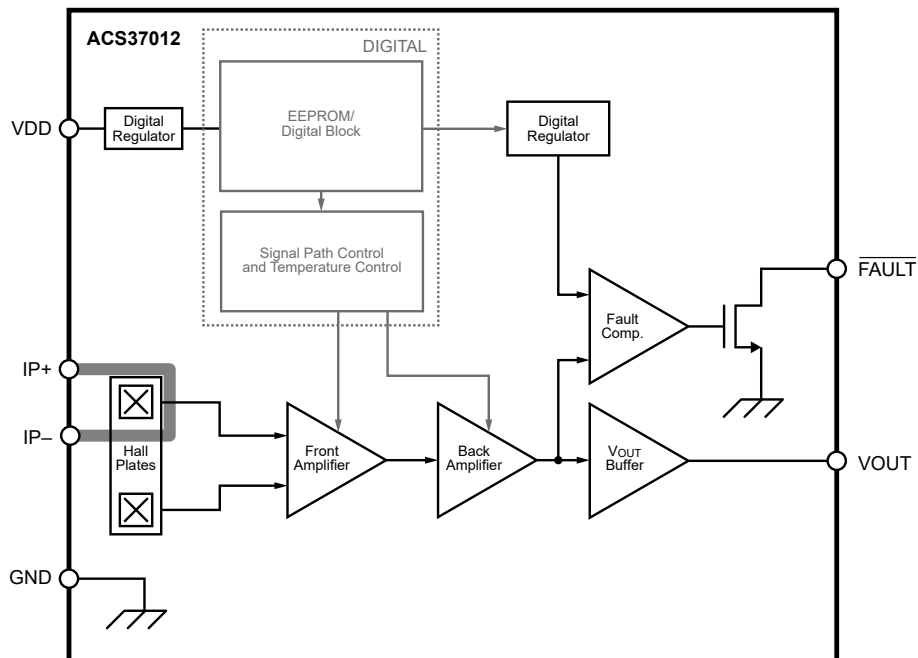 ACS37012
DIGITAL
VDD
Digital
Regulator
EEPROM/
Digital Block
Digital
Regulator
Signal Path Control
and Temperature Control
FAULT
Fault
Comp.
IP+
IP–
Hall
Plates
Front
Amplifier
Back
Amplifier
VOUT
Buffer
VOUT
GND